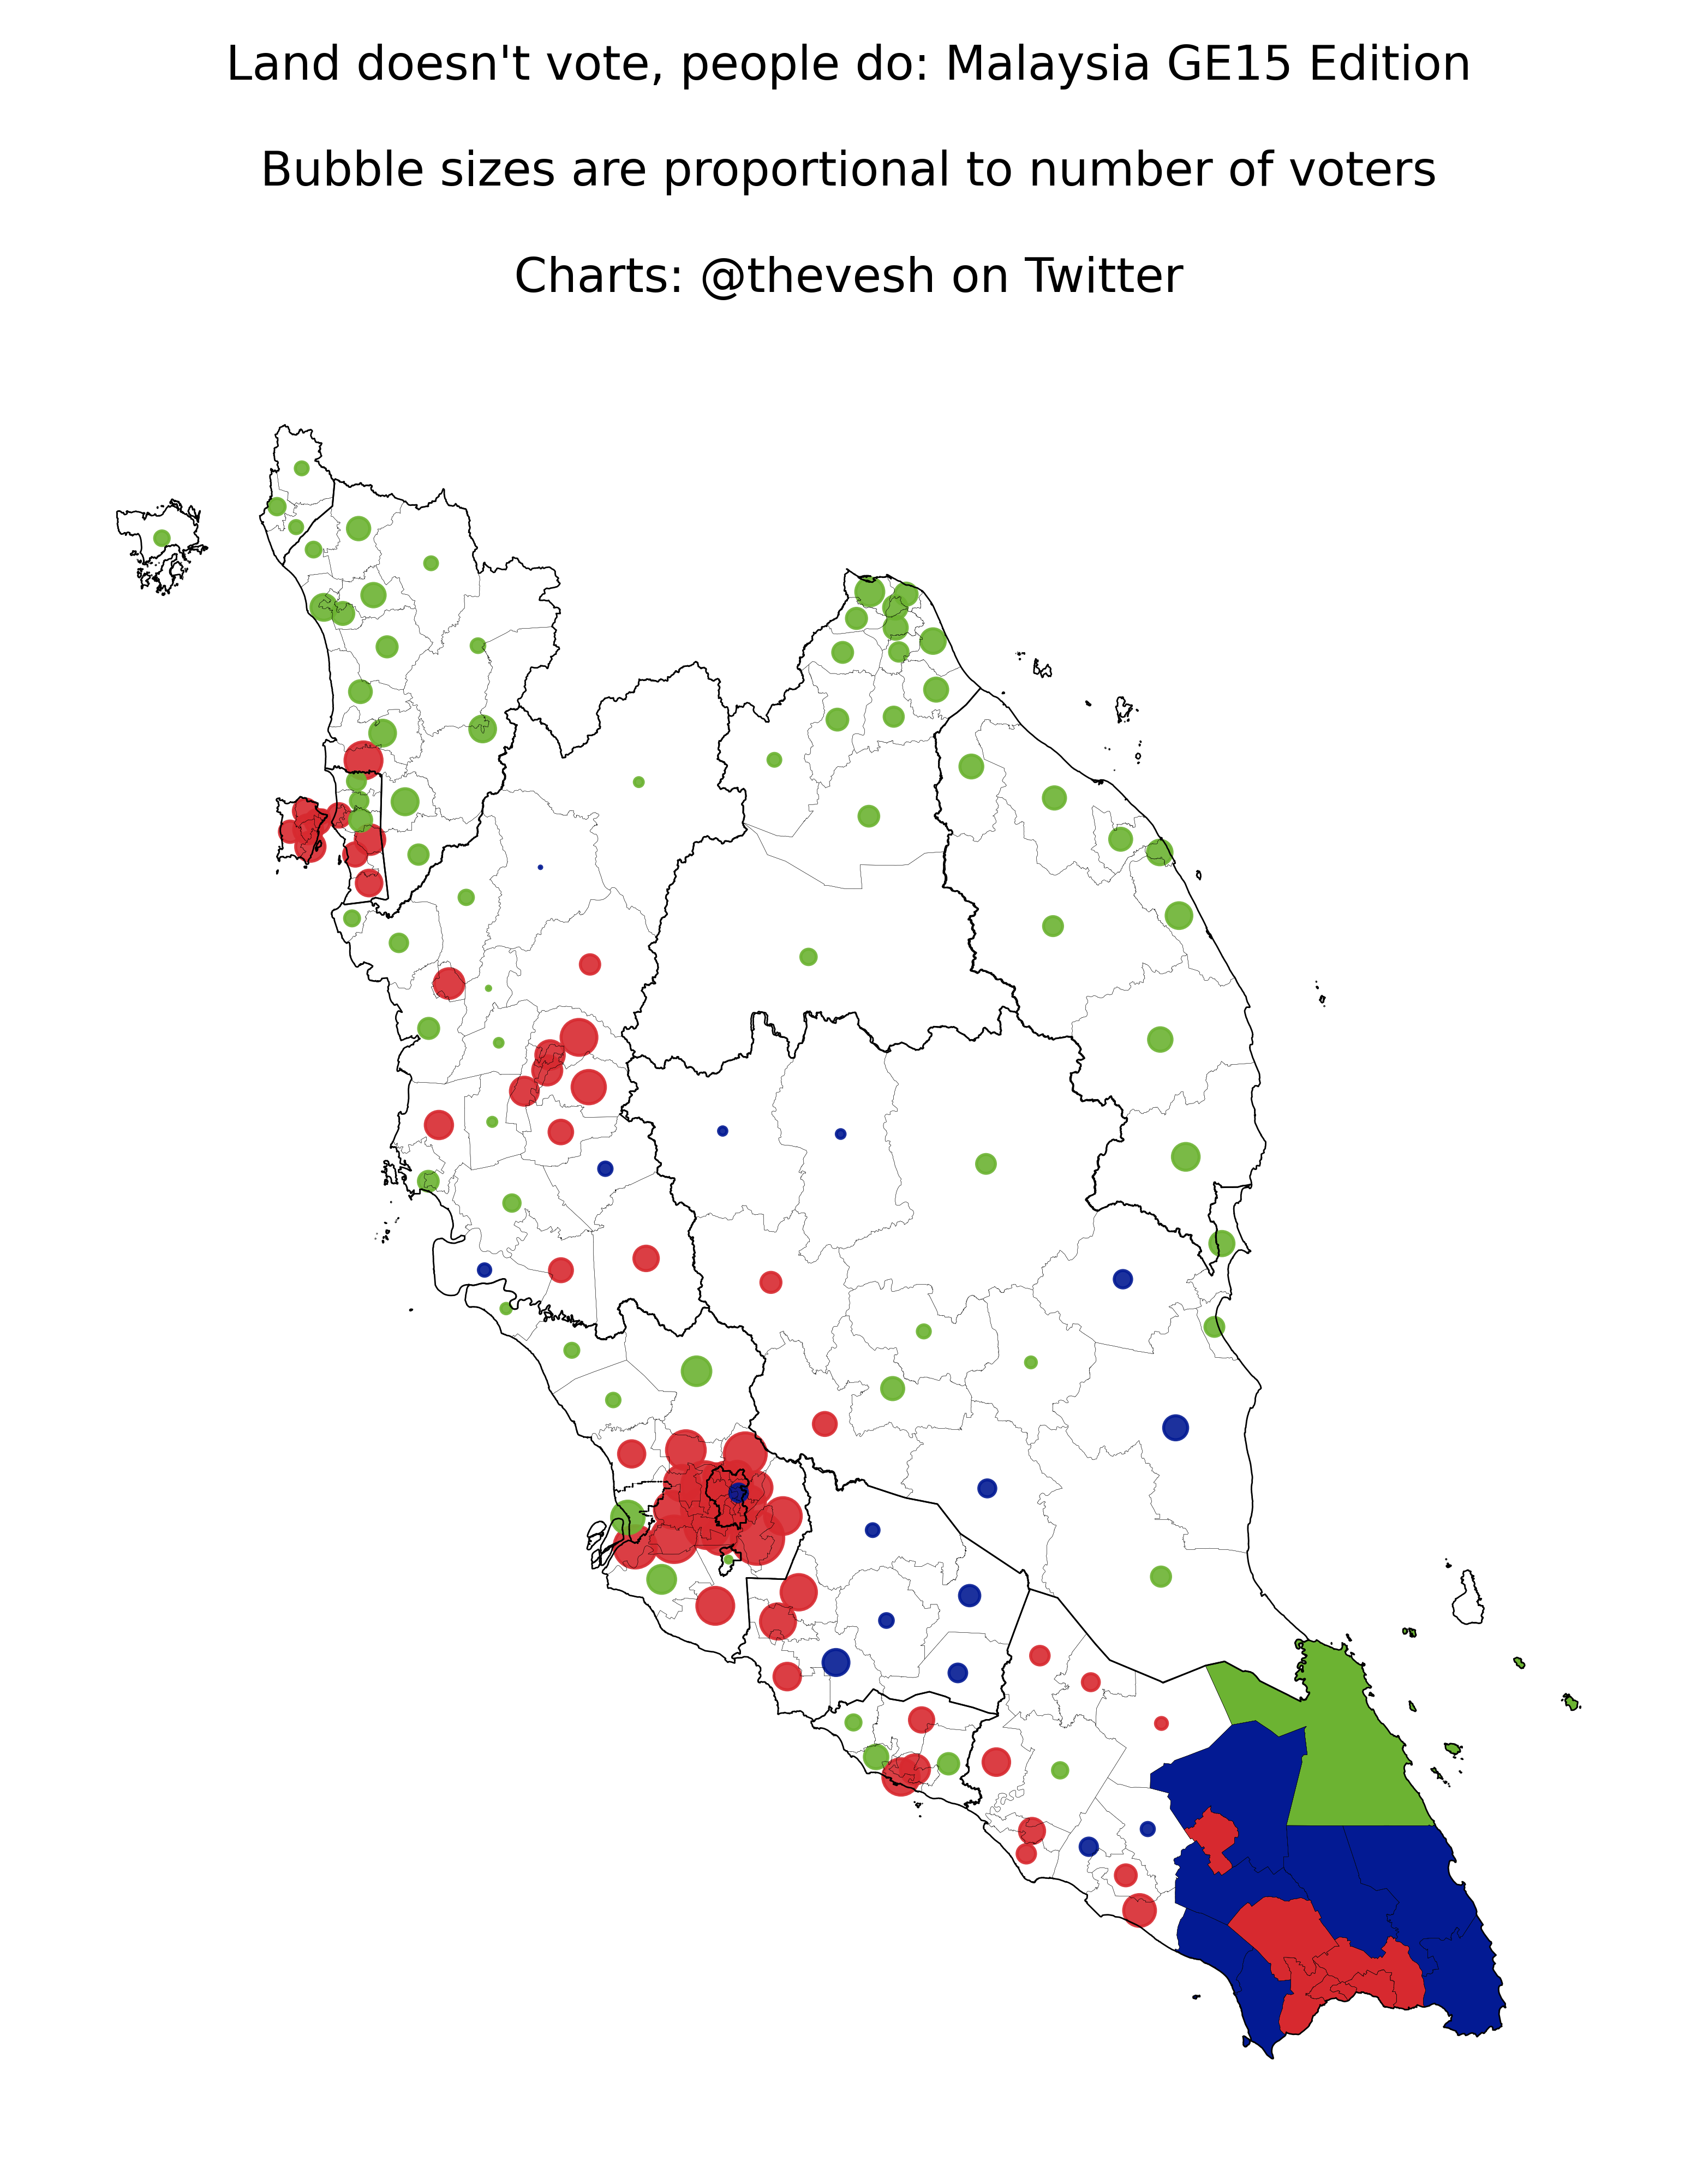 Land doesn't vote, people do: Malaysia GE15 Edition
Bubble sizes are proportional to number of voters
Charts: @thevesh on Twitter